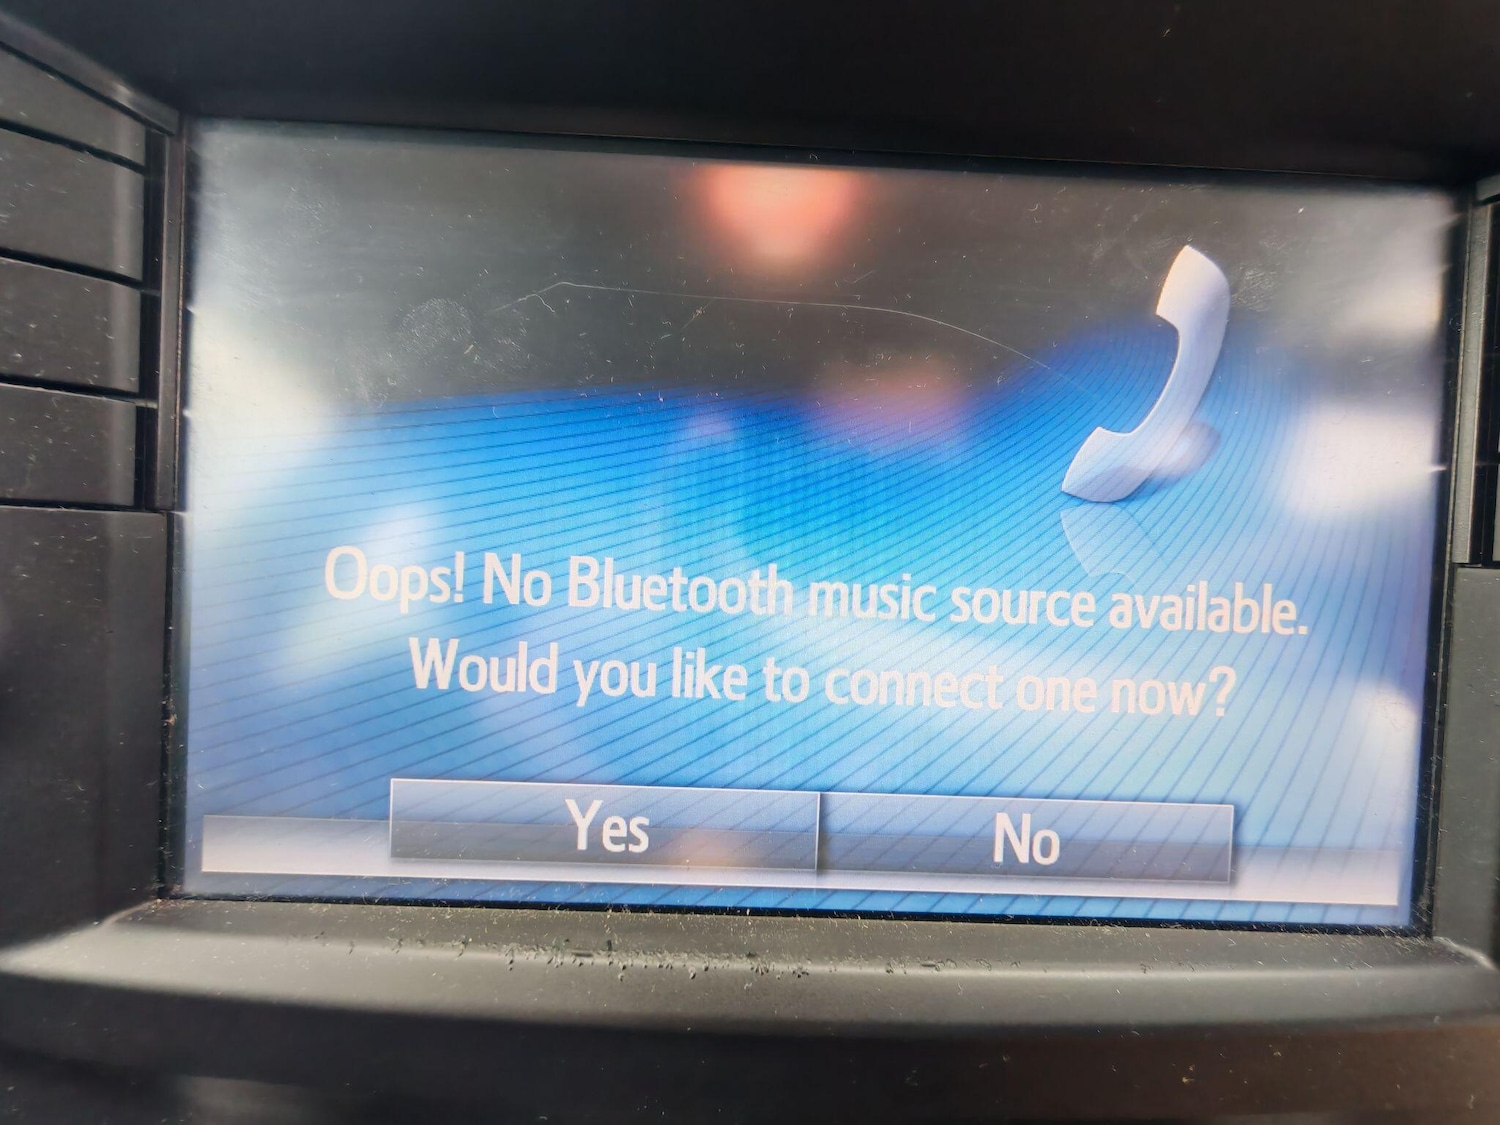 Oops! No Bluetooth music source available.
Would you like to connect one now?
Yes
No